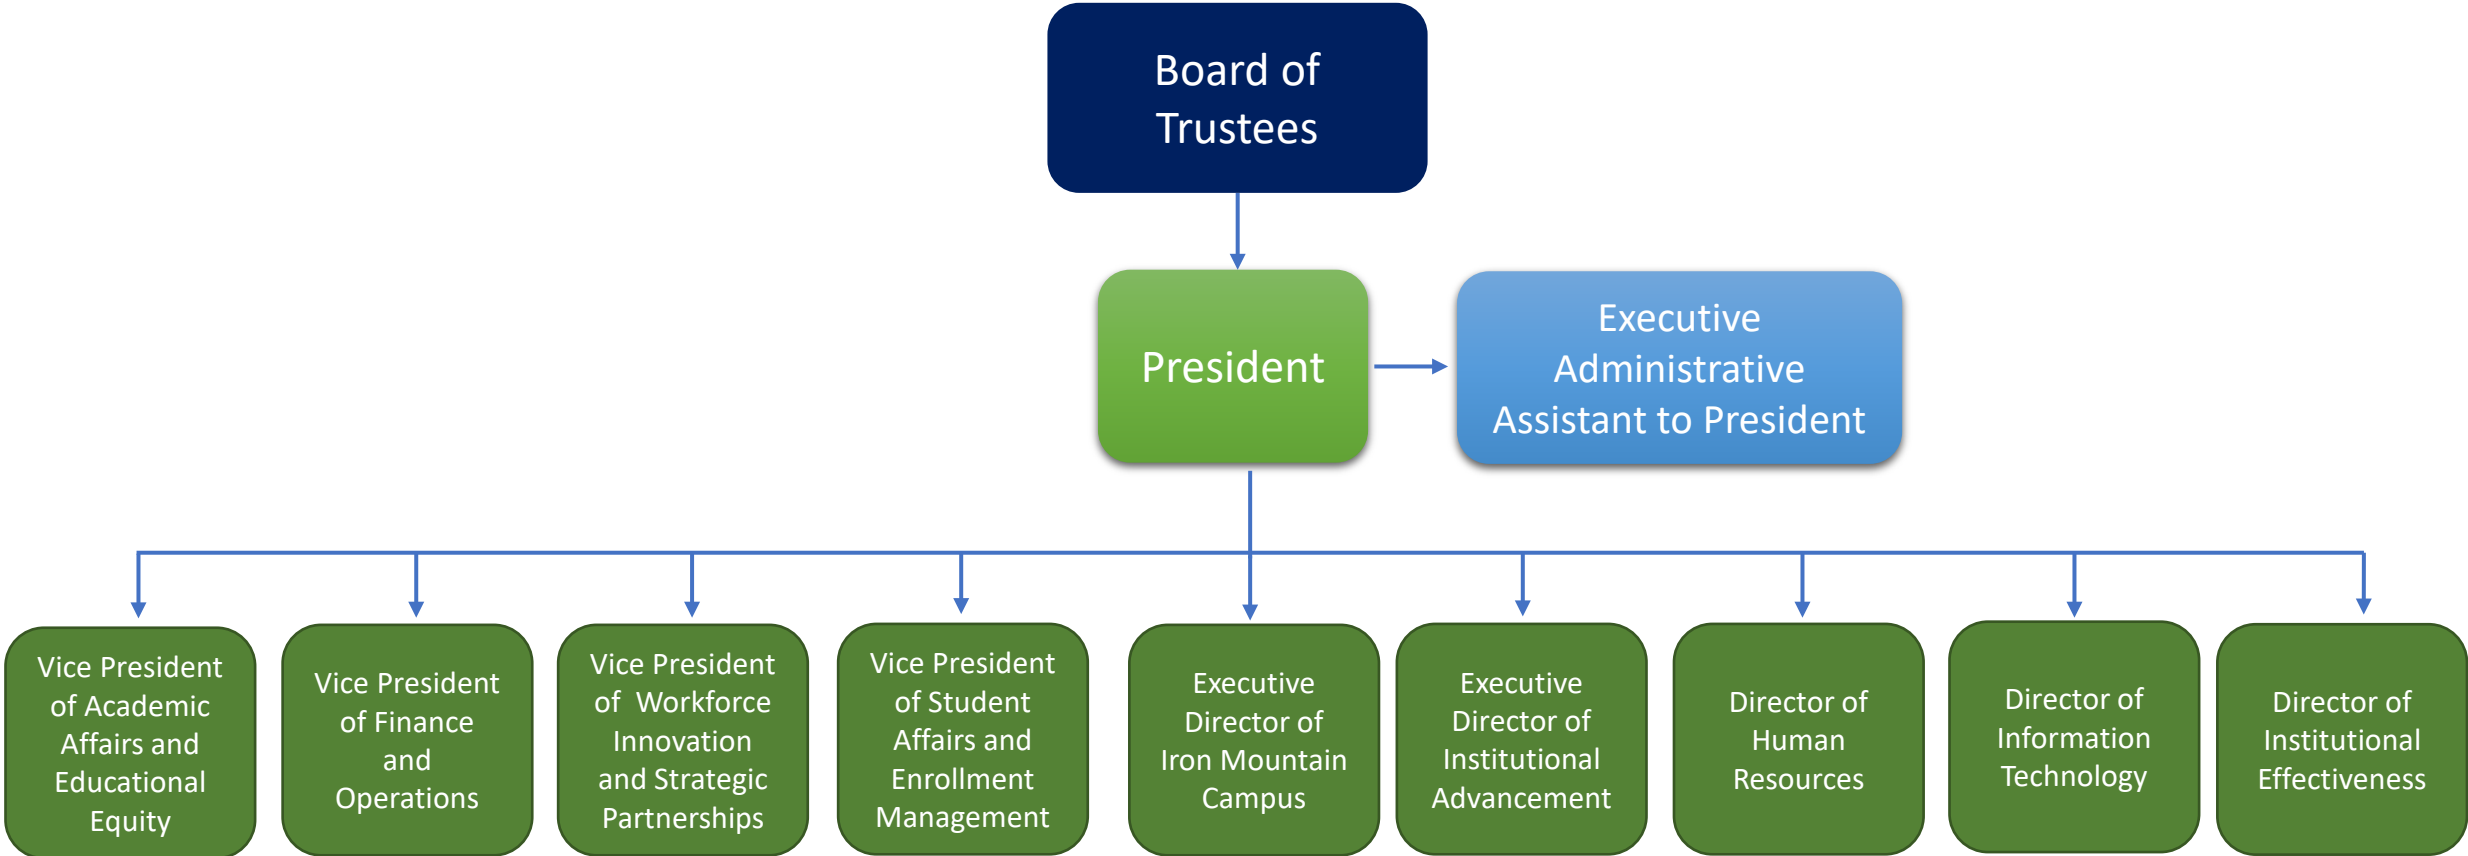 Board of
Trustees
President
Executive
Administrative
Assistant to President
Vice President
of Academic
Affairs and
Educational
Equity
Vice President
of Finance
and
Operations
Vice President
of Workforce
Innovation
and Strategic
Partnerships
Vice President
of Student
Affairs and
Enrollment
Management
Executive
Director of
Iron Mountain
Campus
Executive
Director of
Institutional
Advancement
Director of
Human
Resources
Director of
Information
Technology
Director of
Institutional
Effectiveness